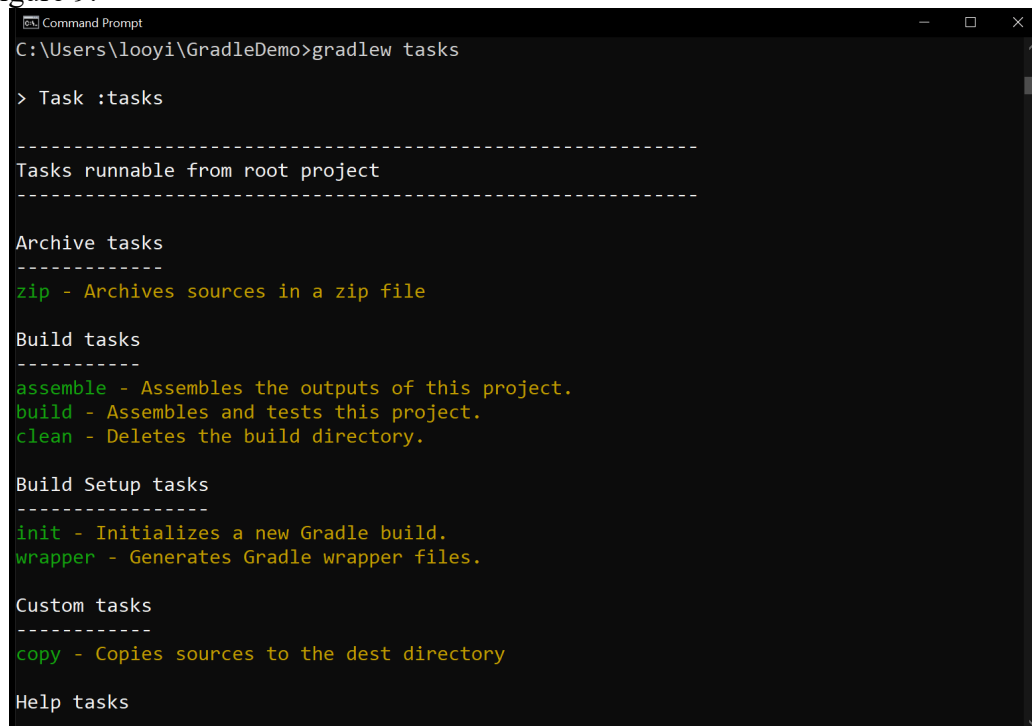 Figure 9:
Command Prompt
C:\Users\looyi\GradleDemo>gradlew tasks
> Task :tasks
------------------------------------------------------------
Tasks runnable from root project
------------------------------------------------------------
Archive tasks
-------------
zip - Archives sources in a zip file
Build tasks
-----------
assemble - Assembles the outputs of this project.
build - Assembles and tests this project.
clean - Deletes the build directory.
Build Setup tasks
-----------------
init - Initializes a new Gradle build.
wrapper - Generates Gradle wrapper files.
Custom tasks
------------
copy - Copies sources to the dest directory
Help tasks